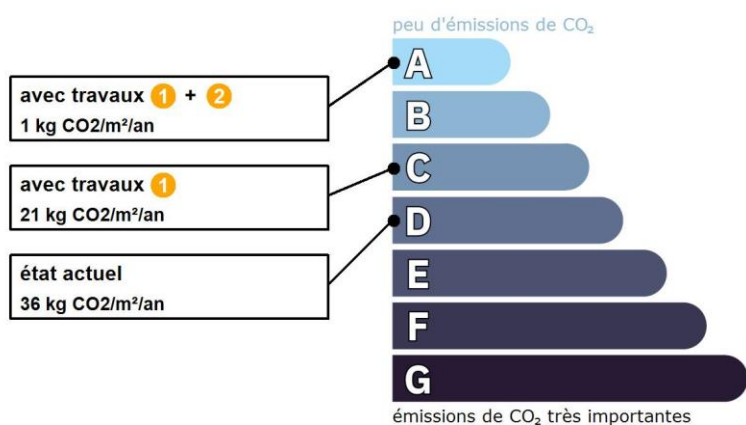 peu d'émissions de CO₂
A
avec travaux 1 + 2
1 kg CO2/m²/an
B
C
avec travaux 1
21 kg CO2/m²/an
D
état actuel
36 kg CO2/m²/an
E
F
G
émissions de CO₂ très importantes